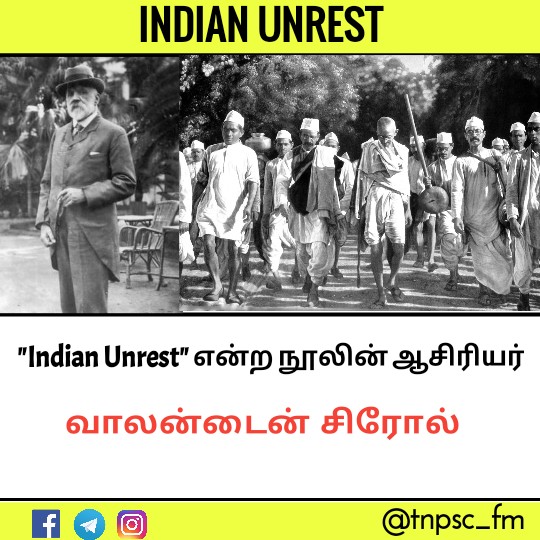 INDIAN UNREST
"Indian Unrest" என்ற நூலின் ஆசிரியர்
வாலன்டைன் சிரோல்
@tnpsc_fm